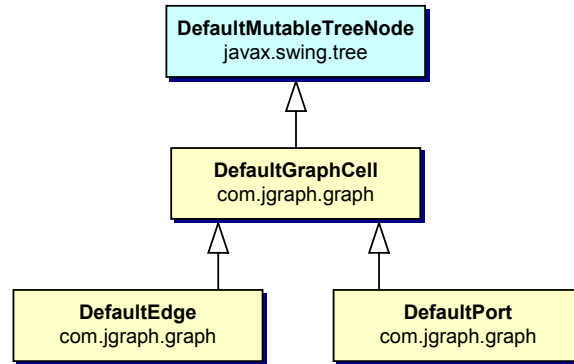 DefaultMutableTreeNode
javax.swing.tree
DefaultGraphCell
com.jgraph.graph
DefaultEdge
com.jgraph.graph
DefaultPort
com.jgraph.graph